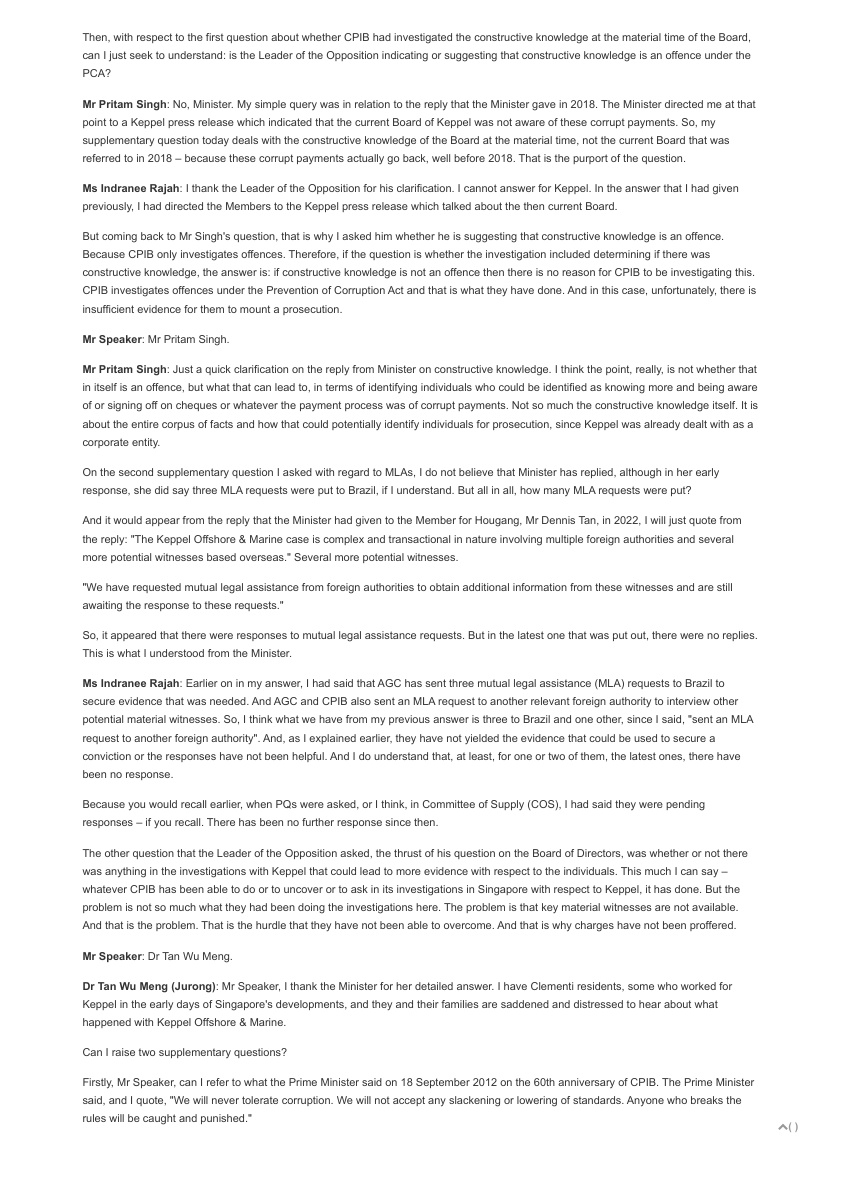 Then, with respect to the first question about whether CPIB had investigated the constructive knowledge at the material time of the Board,
can I just seek to understand: is the Leader of the Opposition indicating or suggesting that constructive knowledge is an offence under the
PCA?
Mr Pritam Singh: No, Minister. My simple query was in relation to the reply that the Minister gave in 2018. The Minister directed me at that
point to a Keppel press release which indicated that the current Board of Keppel was not aware of these corrupt payments. So, my
supplementary question today deals with the constructive knowledge of the Board at the material time, not the current Board that was
referred to in 2018 – because these corrupt payments actually go back, well before 2018. That is the purport of the question.
Ms Indranee Rajah: I thank the Leader of the Opposition for his clarification. I cannot answer for Keppel. In the answer that I had given
previously, I had directed the Members to the Keppel press release which talked about the then current Board.
But coming back to Mr Singh's question, that is why I asked him whether he is suggesting that constructive knowledge is an offence.
Because CPIB only investigates offences. Therefore, if the question is whether the investigation included determining if there was
constructive knowledge, the answer is: if constructive knowledge is not an offence then there is no reason for CPIB to be investigating this.
CPIB investigates offences under the Prevention of Corruption Act and that is what they have done. And in this case, unfortunately, there is
insufficient evidence for them to mount a prosecution.
Mr Speaker: Mr Pritam Singh.
Mr Pritam Singh: Just a quick clarification on the reply from Minister on constructive knowledge. I think the point, really, is not whether that
in itself is an offence, but what that can lead to, in terms of identifying individuals who could be identified as knowing more and being aware
of or signing off on cheques or whatever the payment process was of corrupt payments. Not so much the constructive knowledge itself. It is
about the entire corpus of facts and how that could potentially identify individuals for prosecution, since Keppel was already dealt with as a
corporate entity.
On the second supplementary question I asked with regard to MLAs, I do not believe that Minister has replied, although in her early
response, she did say three MLA requests were put to Brazil, if I understand. But all in all, how many MLA requests were put?
And it would appear from the reply that the Minister had given to the Member for Hougang, Mr Dennis Tan, in 2022, I will just quote from
the reply: "The Keppel Offshore & Marine case is complex and transactional in nature involving multiple foreign authorities and several
more potential witnesses based overseas." Several more potential witnesses.
"We have requested mutual legal assistance from foreign authorities to obtain additional information from these witnesses and are still
awaiting the response to these requests."
So, it appeared that there were responses to mutual legal assistance requests. But in the latest one that was put out, there were no replies.
This is what I understood from the Minister.
Ms Indranee Rajah: Earlier on in my answer, I had said that AGC has sent three mutual legal assistance (MLA) requests to Brazil to
secure evidence that was needed. And AGC and CPIB also sent an MLA request to another relevant foreign authority to interview other
potential material witnesses. So, I think what we have from my previous answer is three to Brazil and one other, since I said, "sent an MLA
request to another foreign authority". And, as I explained earlier, they have not yielded the evidence that could be used to secure a
conviction or the responses have not been helpful. And I do understand that, at least, for one or two of them, the latest ones, there have
been no response.
Because you would recall earlier, when PQs were asked, or I think, in Committee of Supply (COS), I had said they were pending
responses – if you recall. There has been no further response since then.
The other question that the Leader of the Opposition asked, the thrust of his question on the Board of Directors, was whether or not there
was anything in the investigations with Keppel that could lead to more evidence with respect to the individuals. This much I can say –
whatever CPIB has been able to do or to uncover or to ask in its investigations in Singapore with respect to Keppel, it has done. But the
problem is not so much what they had been doing the investigations here. The problem is that key material witnesses are not available.
And that is the problem. That is the hurdle that they have not been able to overcome. And that is why charges have not been proffered.
Mr Speaker: Dr Tan Wu Meng.
Dr Tan Wu Meng (Jurong): Mr Speaker, I thank the Minister for her detailed answer. I have Clementi residents, some who worked for
Keppel in the early days of Singapore's developments, and they and their families are saddened and distressed to hear about what
happened with Keppel Offshore & Marine.
Can I raise two supplementary questions?
Firstly, Mr Speaker, can I refer to what the Prime Minister said on 18 September 2012 on the 60th anniversary of CPIB. The Prime Minister
said, and I quote, "We will never tolerate corruption. We will not accept any slackening or lowering of standards. Anyone who breaks the
rules will be caught and punished."
( )